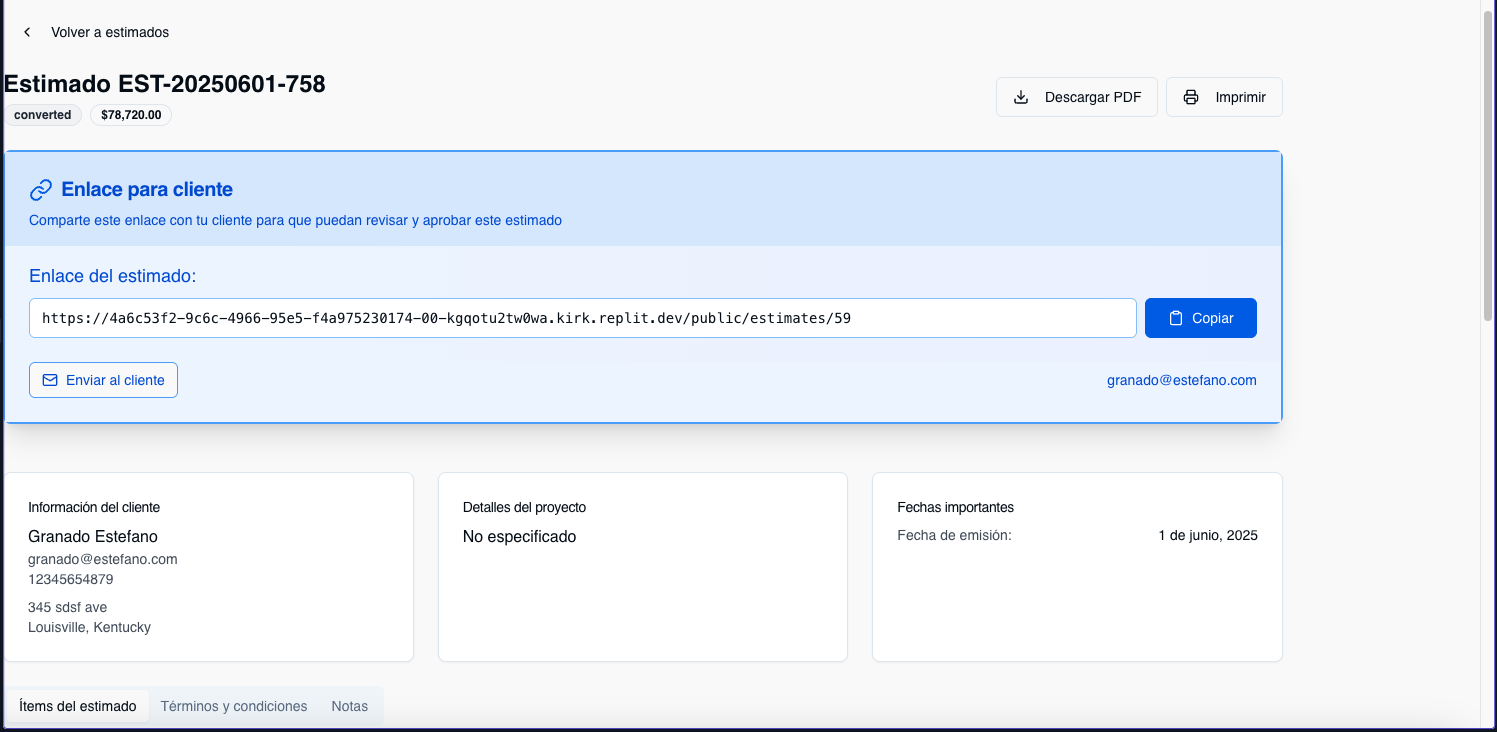 Volver a estimados
Estimado EST-20250601-758
converted $78,720.00
Descargar PDF Imprimir
Enlace para cliente
Comparte este enlace con tu cliente para que puedan revisar y aprobar este estimado
Enlace del estimado:
https://4a6c53f2-9c6c-4966-95e5-f4a975230174-00-kgqotu2tw0wa.kirk.replit.dev/public/estimates/59 Copiar
Enviar al cliente granado@estefano.com
Información del cliente
Granado Estefano
granado@estefano.com
12345654879
345 sdsf ave
Louisville, Kentucky
Detalles del proyecto
No especificado
Fechas importantes
Fecha de emisión: 1 de junio, 2025
Ítems del estimado Términos y condiciones Notas